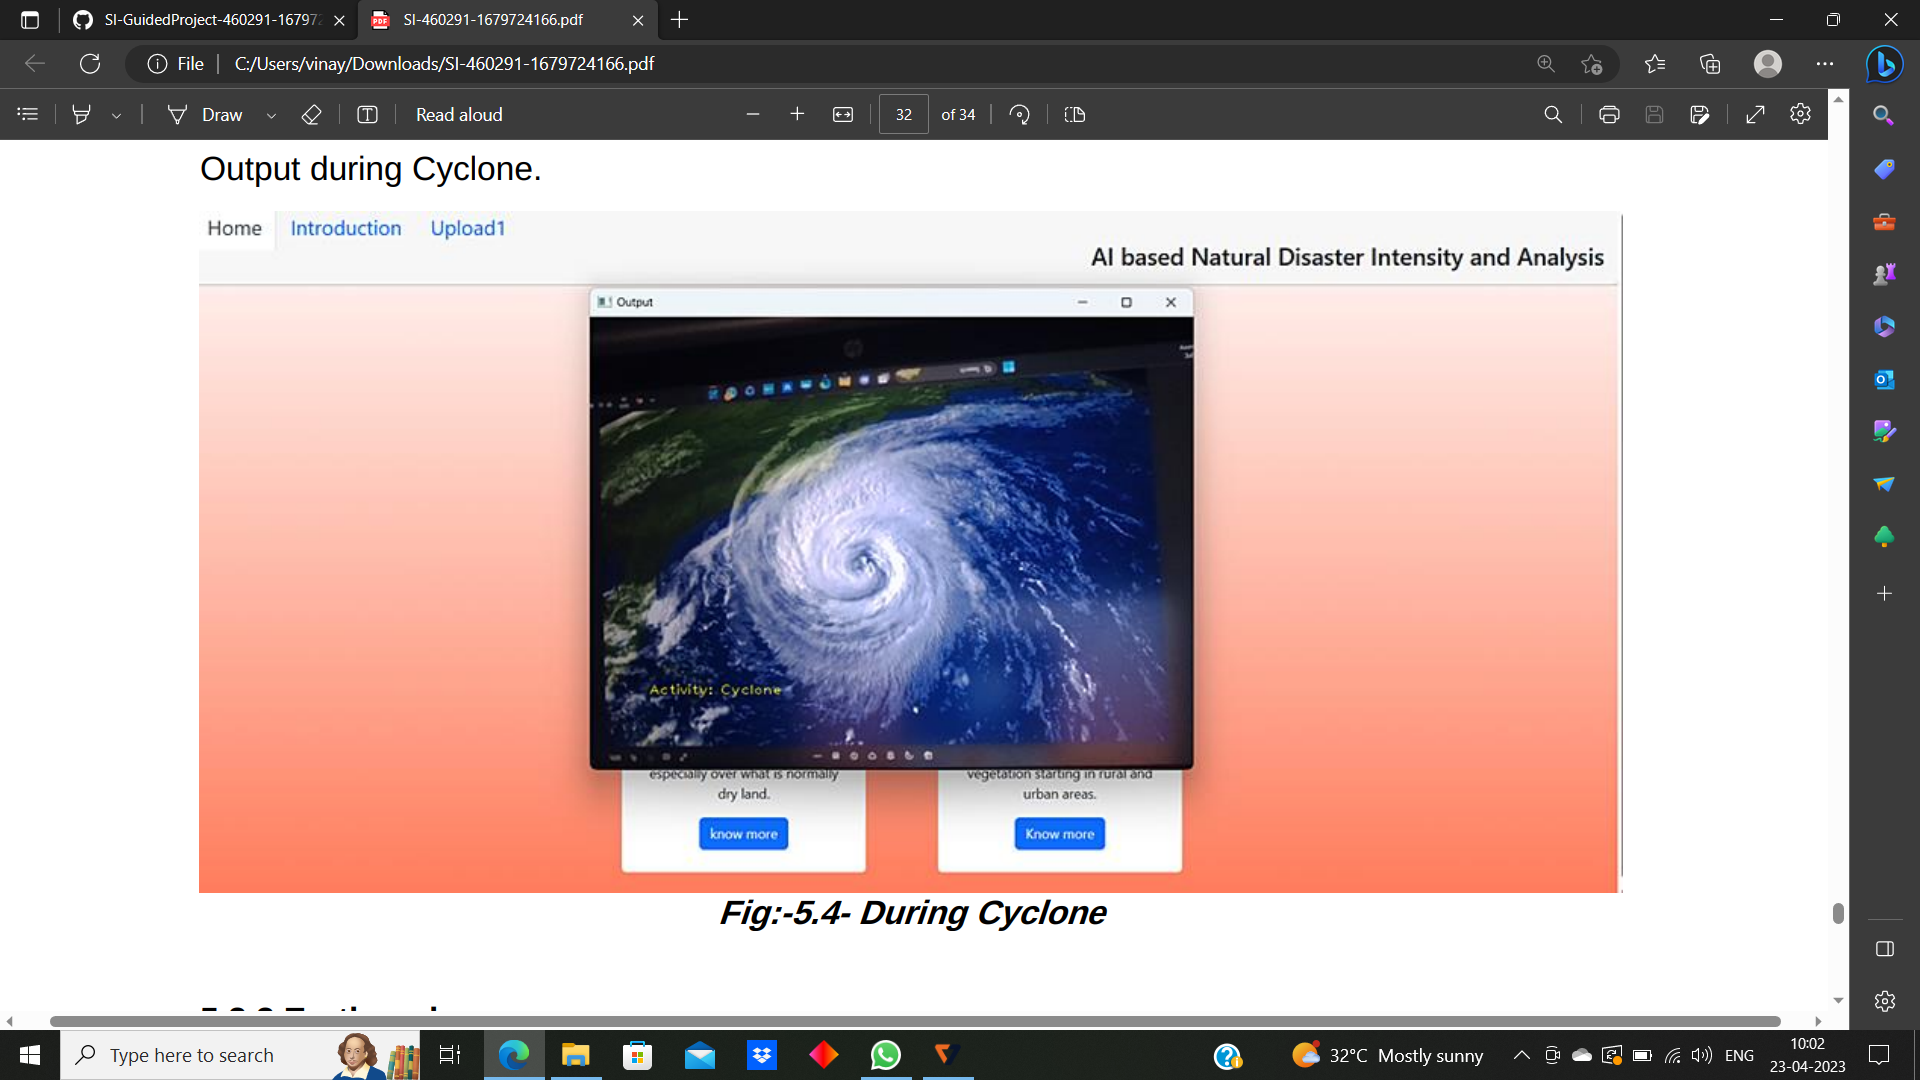 SI-GuidedProject-460291-16797
SI-460291-1679724166.pdf
File
C:/Users/vinay/Downloads/SI-460291-1679724166.pdf
Draw
Read aloud
32
of 34
Output during Cyclone.
Home Introduction Upload1
AI based Natural Disaster Intensity and Analysis
Output
Activity: Cyclone
especially over what is normally
dry land.
know more
vegetation starting in rural and
urban areas.
Know more
Fig:-5.4- During Cyclone
Type here to search
32°C Mostly sunny
ENG
10:02
23-04-2023